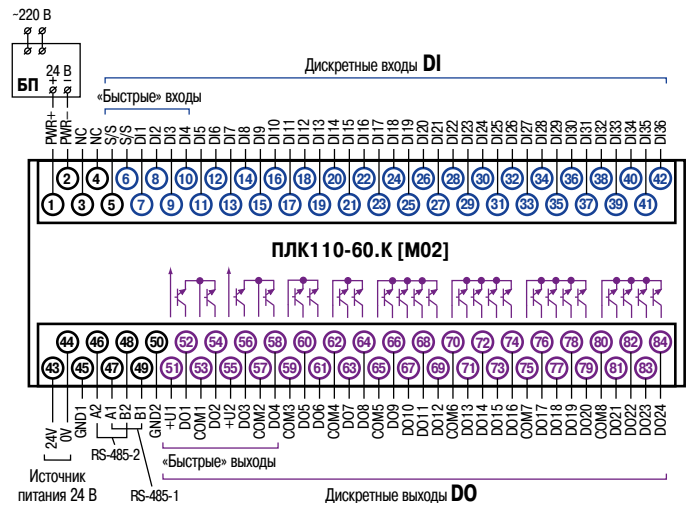 ~220 В
24 В
БП + −
Дискретные входы DI
«Быстрые» входы
PWR+ PWR− NC NC S/S S/S DI1 DI2 DI3 DI4 DI5 DI6 DI7 DI8 DI9 DI10 DI11 DI12 DI13 DI14 DI15 DI16 DI17 DI18 DI19 DI20 DI21 DI22 DI23 DI24 DI25 DI26 DI27 DI28 DI29 DI30 DI31 DI32 DI33 DI34 DI35 DI36
2 4 6 8 10 12 14 16 18 20 22 24 26 28 30 32 34 36 38 40 42
1 3 5 7 9 11 13 15 17 19 21 23 25 27 29 31 33 35 37 39 41
ПЛК110-60.К [М02]
44 46 48 50 52 54 56 58 60 62 64 66 68 70 72 74 76 78 80 82 84
43 45 47 49 51 53 55 57 59 61 63 65 67 69 71 73 75 77 79 81 83
24V 0V GND1 A2 A1 B2 B1 GND2 +U1 DO1 COM1 DO2 +U2 DO3 COM2 DO4 COM3 DO5 DO6 COM4 DO7 DO8 COM5 DO9 DO10 DO11 DO12 COM6 DO13 DO14 DO15 DO16 COM7 DO17 DO18 DO19 DO20 COM8 DO21 DO22 DO23 DO24
RS-485-2
«Быстрые» выходы
Источник
питания 24 В
RS-485-1
Дискретные выходы DO